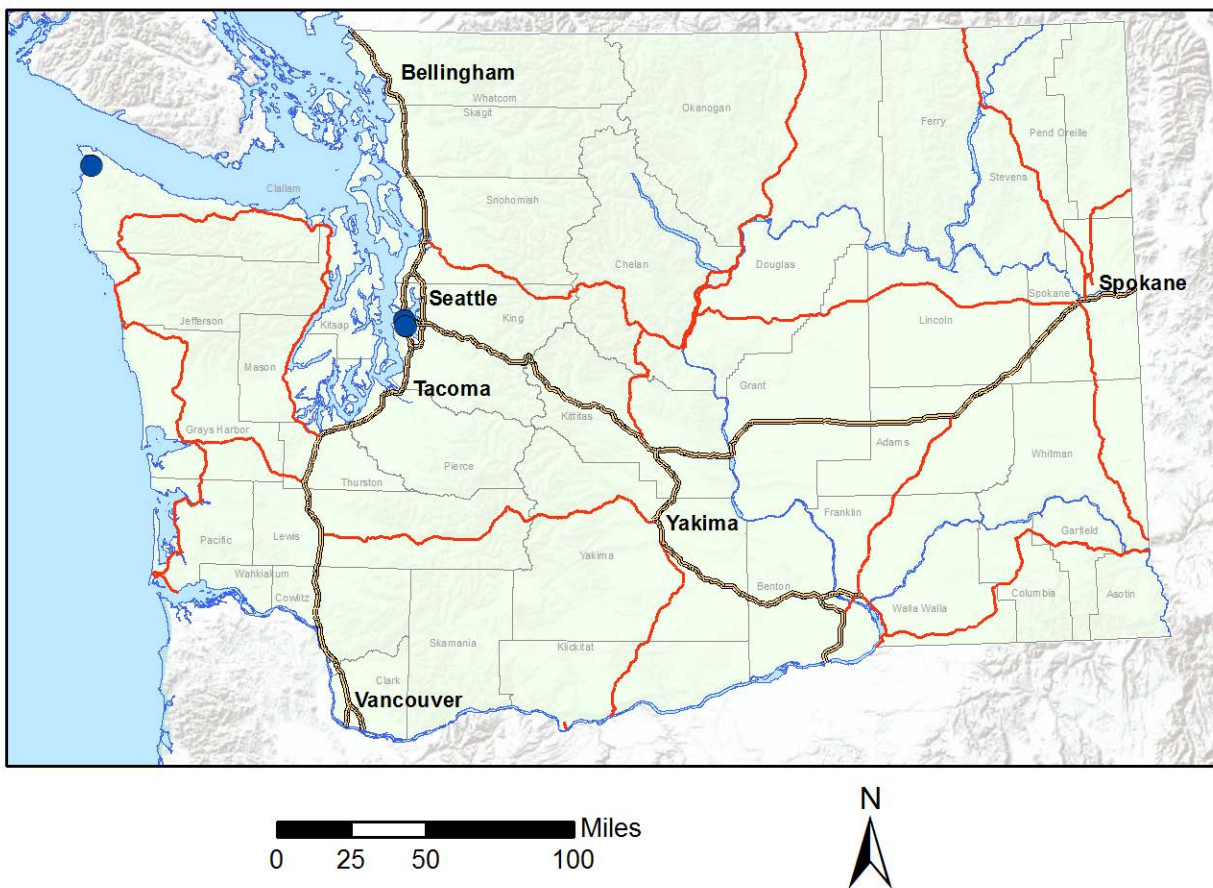 Bellingham
Whatcom
Skagit
Okanogan
Ferry
Pend Oreille
Stevens
Clallam
Snohomish
Chelan
Douglas
Seattle
Spokane
Spokane
Jefferson
Kitsap
King
Lincoln
Mason
Tacoma
Grant
Kittitas
Grays Harbor
Adams
Whitman
Pierce
Thurston
Franklin
Yakima
Garfield
Pacific
Lewis
Yakima
Wahkiakum
Benton
Cowlitz
Walla Walla
Columbia
Asotin
Skamania
Klickitat
Clark
Vancouver
N
Miles
0 25 50 100